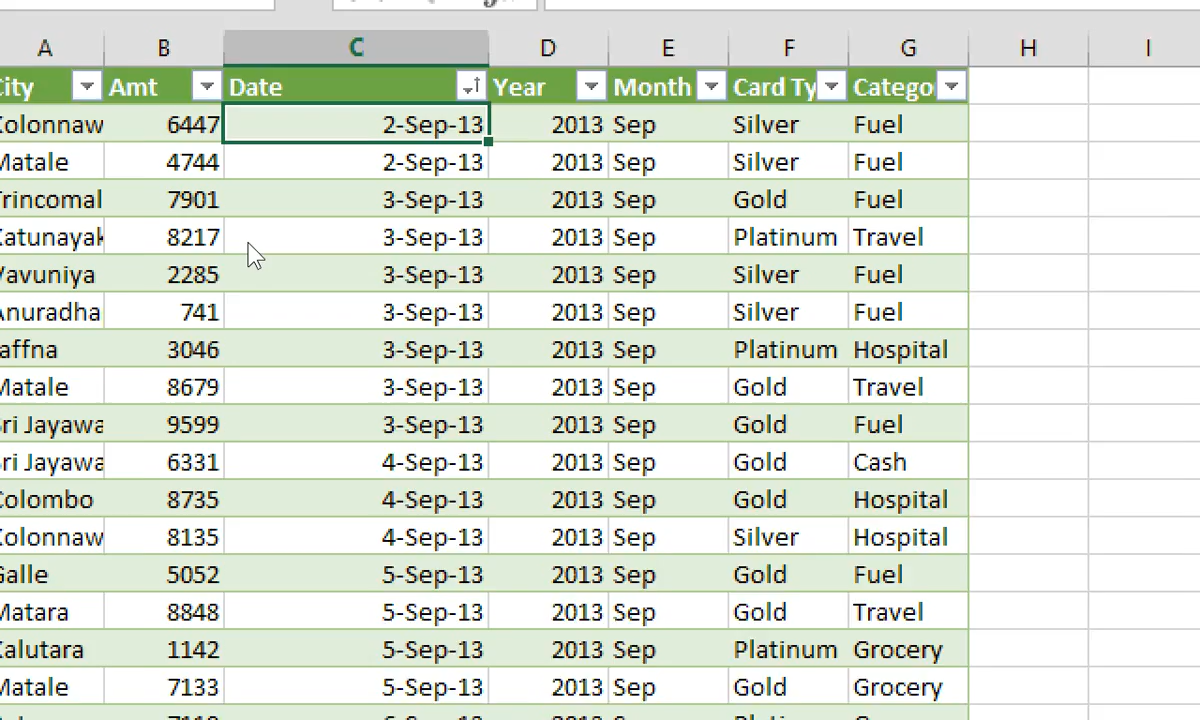 A B C D E F G H I
City Amt Date Year Month Card Ty Catego
Kolonnaw 6447 2-Sep-13 2013 Sep Silver Fuel
Matale 4744 2-Sep-13 2013 Sep Silver Fuel
Trincomal 7901 3-Sep-13 2013 Sep Gold Fuel
Katunayak 8217 3-Sep-13 2013 Sep Platinum Travel
Vavuniya 2285 3-Sep-13 2013 Sep Silver Fuel
Anuradha 741 3-Sep-13 2013 Sep Silver Fuel
affna 3046 3-Sep-13 2013 Sep Platinum Hospital
Matale 8679 3-Sep-13 2013 Sep Gold Travel
Sri Jayawa 9599 3-Sep-13 2013 Sep Gold Fuel
Sri Jayawa 6331 4-Sep-13 2013 Sep Gold Cash
Colombo 8735 4-Sep-13 2013 Sep Gold Hospital
Kolonnaw 8135 4-Sep-13 2013 Sep Silver Hospital
Galle 5052 5-Sep-13 2013 Sep Gold Fuel
Matara 8848 5-Sep-13 2013 Sep Gold Travel
Kalutara 1142 5-Sep-13 2013 Sep Platinum Grocery
Matale 7133 5-Sep-13 2013 Sep Gold Grocery